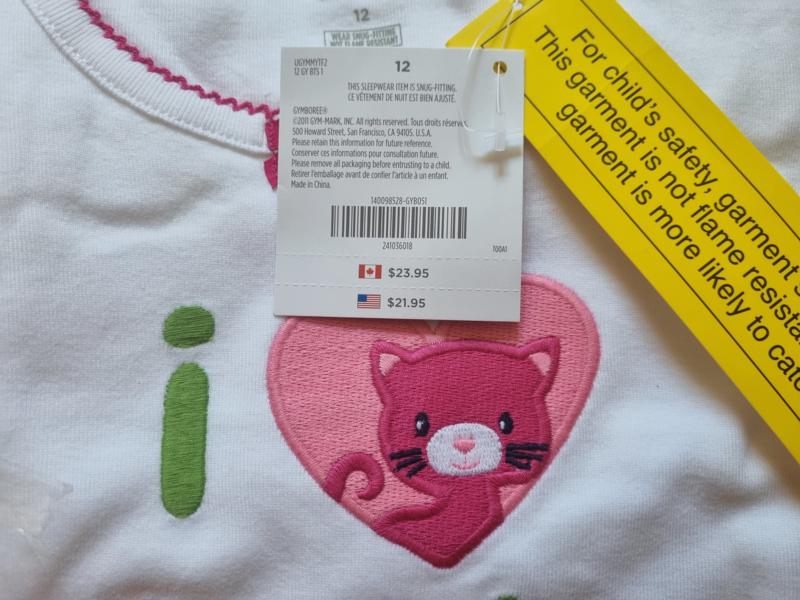 12
WEAR SNUG-FITTING
NOT FLAME RESISTANT
UGYMMYTF2
12 GY BTS 1
12
THIS SLEEPWEAR ITEM IS SNUG-FITTING.
CE VÊTEMENT DE NUIT EST BIEN AJUSTÉ.
GYMBOREE®
©2011 GYM-MARK, INC. All rights reserved. Tous droits réservés.
500 Howard Street, San Francisco, CA 94105. U.S.A.
Please retain this information for future reference.
Conserver ces informations pour consultation future.
Please remove all packaging before entrusting to a child.
Retirer l'emballage avant de confier l'article à un enfant.
Made in China.
140098528-GYB051
241036018
T00A1
$23.95
$21.95
For child's safety, garment
This garment is not flame
garment is more likely to
i